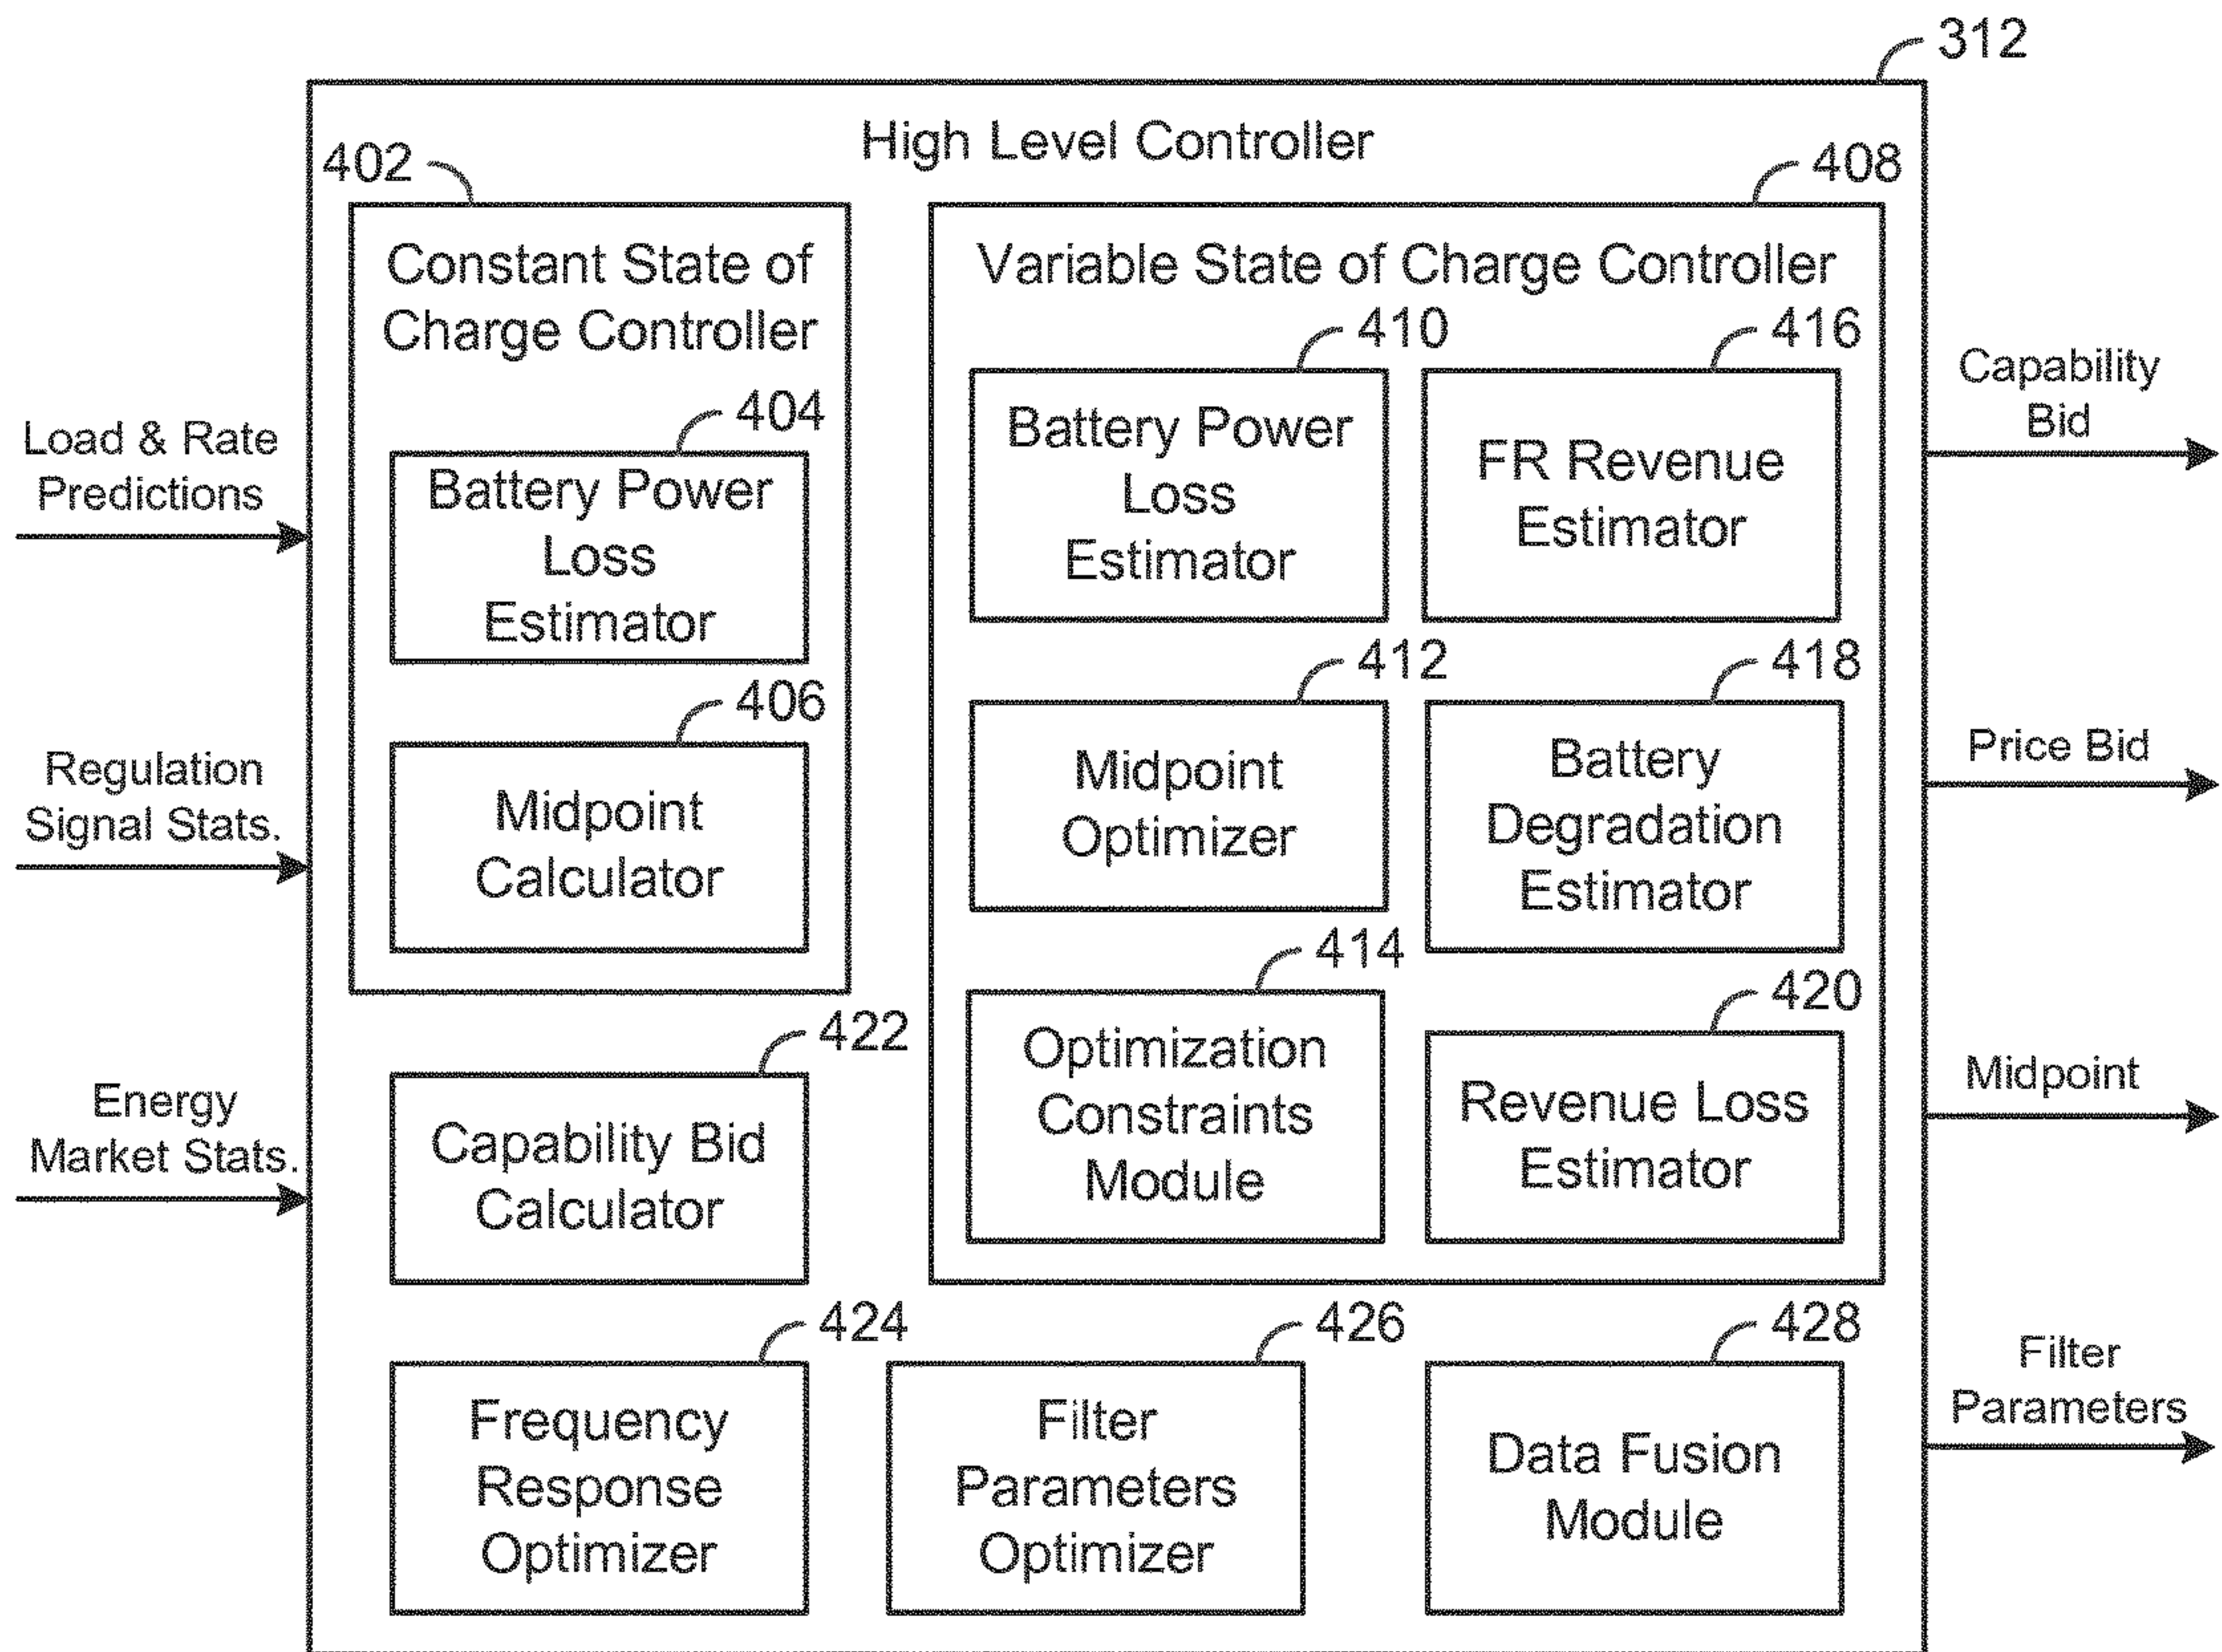 312
High Level Controller
402
408
Constant State of
Charge Controller
Variable State of Charge Controller
404
Battery Power
Loss
Estimator
406
Midpoint
Calculator
410
Battery Power
Loss
Estimator
416
FR Revenue
Estimator
412
Midpoint
Optimizer
418
Battery
Degradation
Estimator
414
Optimization
Constraints
Module
420
Revenue Loss
Estimator
422
Capability Bid
Calculator
424
Frequency
Response
Optimizer
426
Filter
Parameters
Optimizer
428
Data Fusion
Module
Load & Rate
Predictions
Regulation
Signal Stats.
Energy
Market Stats.
Capability
Bid
Price Bid
Midpoint
Filter
Parameters